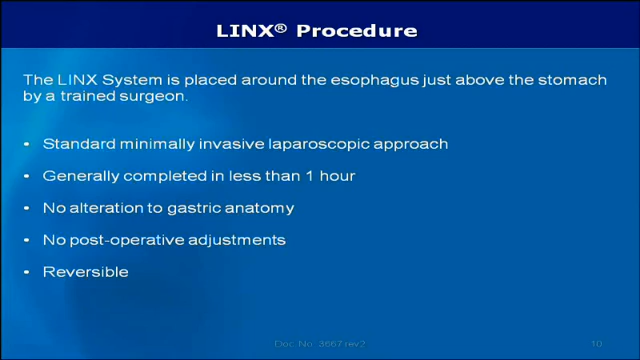 LINX® Procedure
The LINX System is placed around the esophagus just above the stomach
by a trained surgeon.
• Standard minimally invasive laparoscopic approach
• Generally completed in less than 1 hour
• No alteration to gastric anatomy
• No post-operative adjustments
• Reversible
Doc. No. 3667 rev2
10